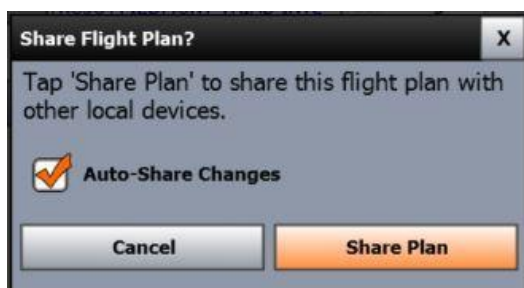 Share Flight Plan?
X
Tap 'Share Plan' to share this flight plan with
other local devices.
Auto-Share Changes
Cancel
Share Plan